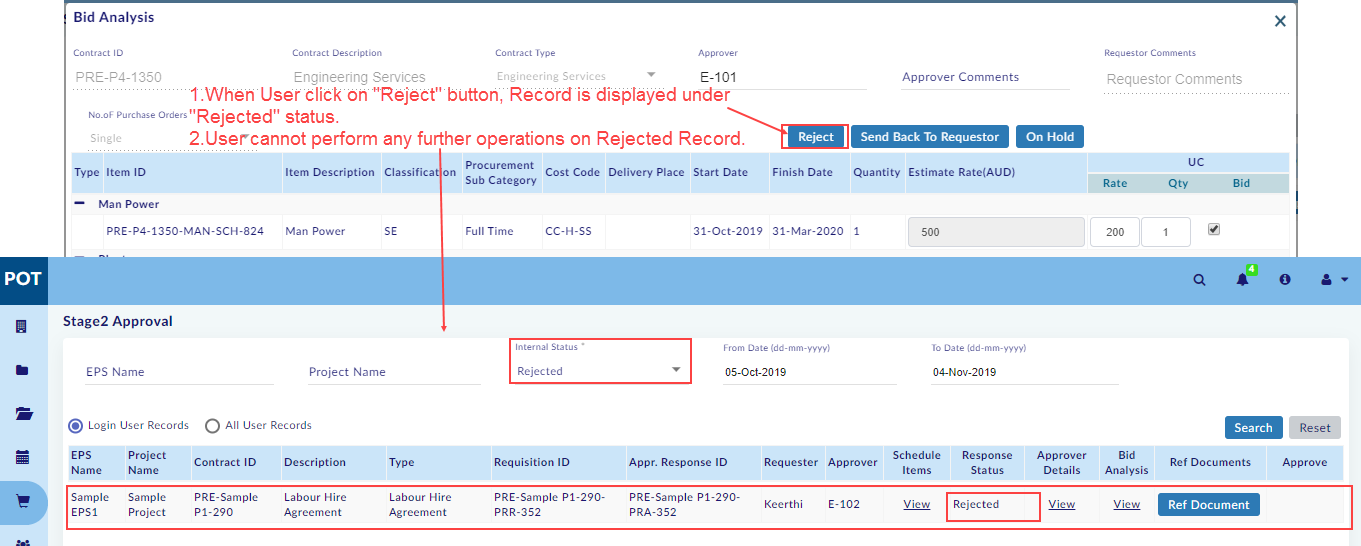 Bid Analysis
Contract ID
Contract Description
Contract Type
Approver
Requestor Comments
PRE-P4-1350
Engineering Services
Engineering Services
E-101
Approver Comments
Requestor Comments
1.When User click on "Reject" button, Record is displayed under
"Rejected" status.
2.User cannot perform any further operations on Rejected Record.
No.oF Purchase Orders
Single
Reject
Send Back To Requestor
On Hold
Type
Item ID
Item Description
Classification
Procurement
Sub Category
Cost Code
Delivery Place
Start Date
Finish Date
Quantity
Estimate Rate(AUD)
UC
Rate
Qty
Bid
Man Power
PRE-P4-1350-MAN-SCH-824
Man Power
SE
Full Time
CC-H-SS
31-Oct-2019
31-Mar-2020
1
500
200
1
POT
4
Stage2 Approval
EPS Name
Project Name
Internal Status *
Rejected
From Date (dd-mm-yyyy)
05-Oct-2019
To Date (dd-mm-yyyy)
04-Nov-2019
Login User Records
All User Records
Search
Reset
EPS
Name
Project
Name
Contract ID
Description
Type
Requisition ID
Appr. Response ID
Requester
Approver
Schedule
Items
Response
Status
Approver
Details
Bid
Analysis
Ref Documents
Approve
Sample
EPS1
Sample
Project
PRE-Sample
P1-290
Labour Hire
Agreement
Labour Hire
Agreement
PRE-Sample P1-290-
PRR-352
PRE-Sample P1-290-
PRA-352
Keerthi
E-102
View
Rejected
View
View
Ref Document